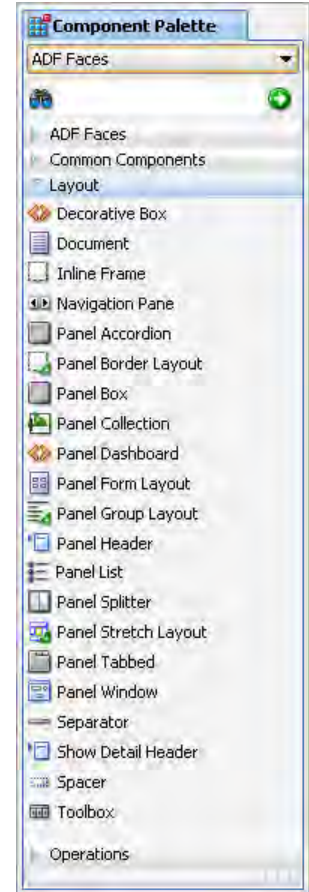 Component Palette
ADF Faces
ADF Faces
Common Components
Layout
Decorative Box
Document
Inline Frame
Navigation Pane
Panel Accordion
Panel Border Layout
Panel Box
Panel Collection
Panel Dashboard
Panel Form Layout
Panel Group Layout
Panel Header
Panel List
Panel Splitter
Panel Stretch Layout
Panel Tabbed
Panel Window
Separator
Show Detail Header
Spacer
Toolbox
Operations